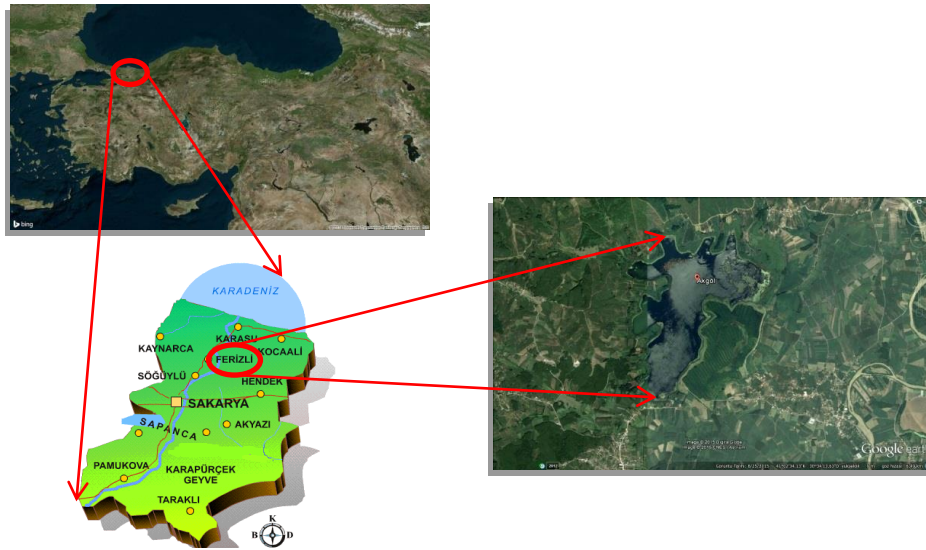 bing
KARADENİZ
KARASU
KAYNARCA
KOCAALİ
FERİZLİ
SÖĞÜYLÜ
HENDEK
SAKARYA
SAPANCA
AKYAZI
PAMUKOVA
KARAPÜRÇEK
GEYVE
TARAKLI
K
B D
Akgöl
Google earth